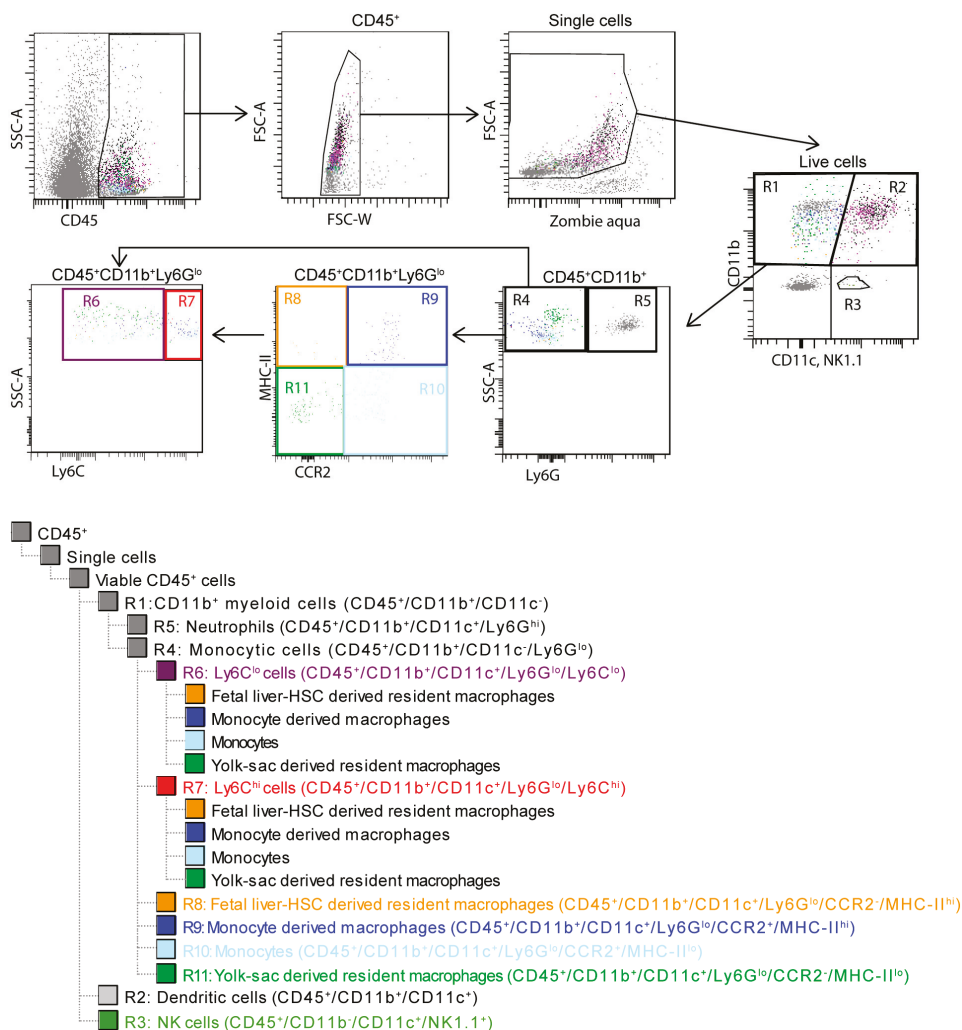 CD45⁺
Single cells
SSC-A
CD45
FSC-A
FSC-W
FSC-A
Zombie aqua
Live cells
R1
R2
R3
CD11b
CD11c, NK1.1
CD45⁺CD11b⁺Ly6Gˡᵒ
R6
R7
SSC-A
Ly6C
CD45⁺CD11b⁺Ly6Gˡᵒ
R8
R9
R11
R10
MHC-II
CCR2
CD45⁺CD11b⁺
R4
R5
SSC-A
Ly6G
CD45⁺
Single cells
Viable CD45⁺ cells
R1:CD11b⁺ myeloid cells (CD45⁺/CD11b⁺/CD11c⁻)
R5: Neutrophils (CD45⁺/CD11b⁺/CD11c⁺/Ly6Gʰⁱ)
R4: Monocytic cells (CD45⁺/CD11b⁺/CD11c⁻/Ly6Gˡᵒ)
R6: Ly6Cˡᵒ cells (CD45⁺/CD11b⁺/CD11c⁺/Ly6Gˡᵒ/Ly6Cˡᵒ)
Fetal liver-HSC derived resident macrophages
Monocyte derived macrophages
Monocytes
Yolk-sac derived resident macrophages
R7: Ly6Cʰⁱ cells (CD45⁺/CD11b⁺/CD11c⁺/Ly6Gˡᵒ/Ly6Cʰⁱ)
Fetal liver-HSC derived resident macrophages
Monocyte derived macrophages
Monocytes
Yolk-sac derived resident macrophages
R8: Fetal liver-HSC derived resident macrophages (CD45⁺/CD11b⁺/CD11c⁺/Ly6Gˡᵒ/CCR2⁻/MHC-IIʰⁱ)
R9: Monocyte derived macrophages (CD45⁺/CD11b⁺/CD11c⁺/Ly6Gˡᵒ/CCR2⁺/MHC-IIʰⁱ)
R10: Monocytes (CD45⁺/CD11b⁺/CD11c⁺/Ly6Gˡᵒ/CCR2⁺/MHC-IIˡᵒ)
R11: Yolk-sac derived resident macrophages (CD45⁺/CD11b⁺/CD11c⁺/Ly6Gˡᵒ/CCR2⁻/MHC-IIˡᵒ)
R2: Dendritic cells (CD45⁺/CD11b⁺/CD11c⁺)
R3: NK cells (CD45⁺/CD11b⁻/CD11c⁺/NK1.1⁺)